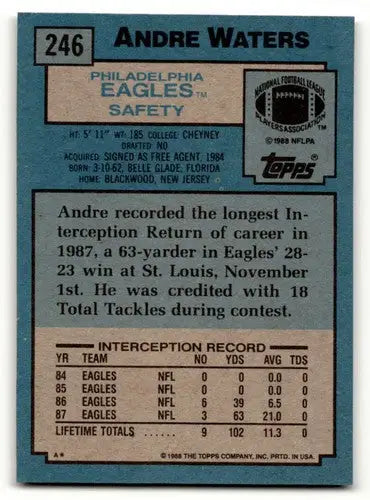 246 ANDRE WATERS
PHILADELPHIA
EAGLES™
SAFETY
NATIONAL FOOTBALL LEAGUE
PLAYERS ASSOCIATION™
© 1988 NFLPA
TOPPS®
HT: 5' 11" WT: 185 COLLEGE: CHEYNEY
DRAFTED: NO
ACQUIRED: SIGNED AS FREE AGENT, 1984
BORN: 3-10-62, BELLE GLADE, FLORIDA
HOME: BLACKWOOD, NEW JERSEY
Andre recorded the longest In-
terception Return of career in
1987, a 63-yarder in Eagles' 28-
23 win at St. Louis, November
1st. He was credited with 18
Total Tackles during contest.
INTERCEPTION RECORD
YR TEAM NO YDS AVG TDS
84 EAGLES NFL 0 0 0.0 0
85 EAGLES NFL 0 0 0.0 0
86 EAGLES NFL 6 39 6.5 0
87 EAGLES NFL 3 63 21.0 0
LIFETIME TOTALS ...... 9 102 11.3 0
A* © 1988 THE TOPPS COMPANY, INC. PRTD. IN USA.